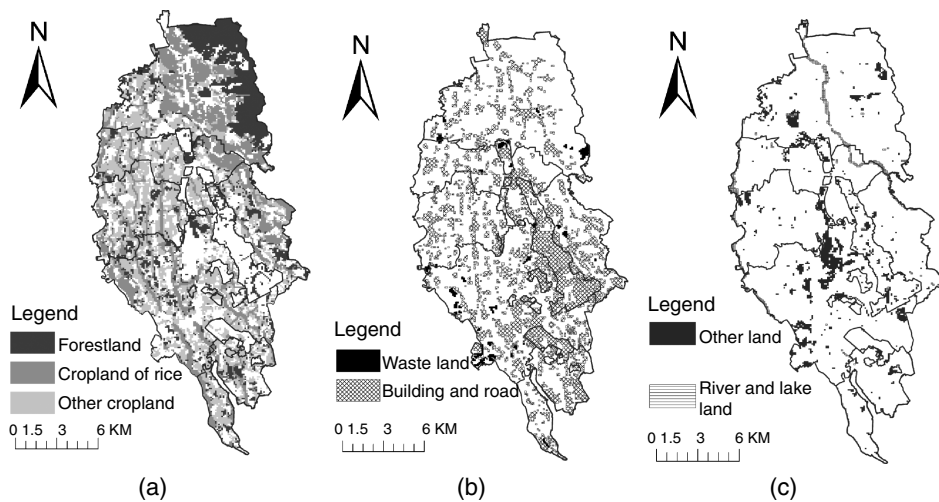 N
Legend
Forestland
Cropland of rice
Other cropland
0 1.5 3 6 KM
(a)
N
Legend
Waste land
Building and road
0 1.5 3 6 KM
(b)
N
Legend
Other land
River and lake
land
0 1.5 3 6 KM
(c)